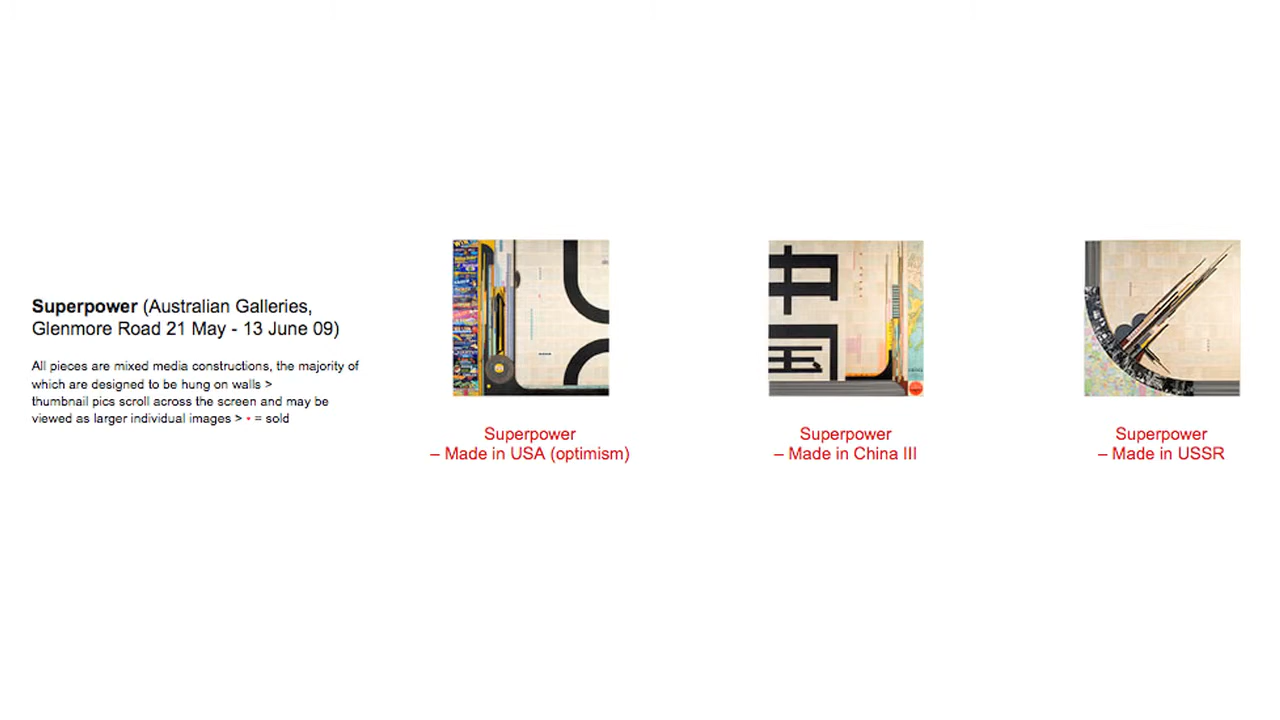 Superpower (Australian Galleries,
Glenmore Road 21 May - 13 June 09)
All pieces are mixed media constructions, the majority of
which are designed to be hung on walls >
thumbnail pics scroll across the screen and may be
viewed as larger individual images > • = sold
中
国
Superpower
– Made in USA (optimism)
Superpower
– Made in China III
Superpower
– Made in USSR